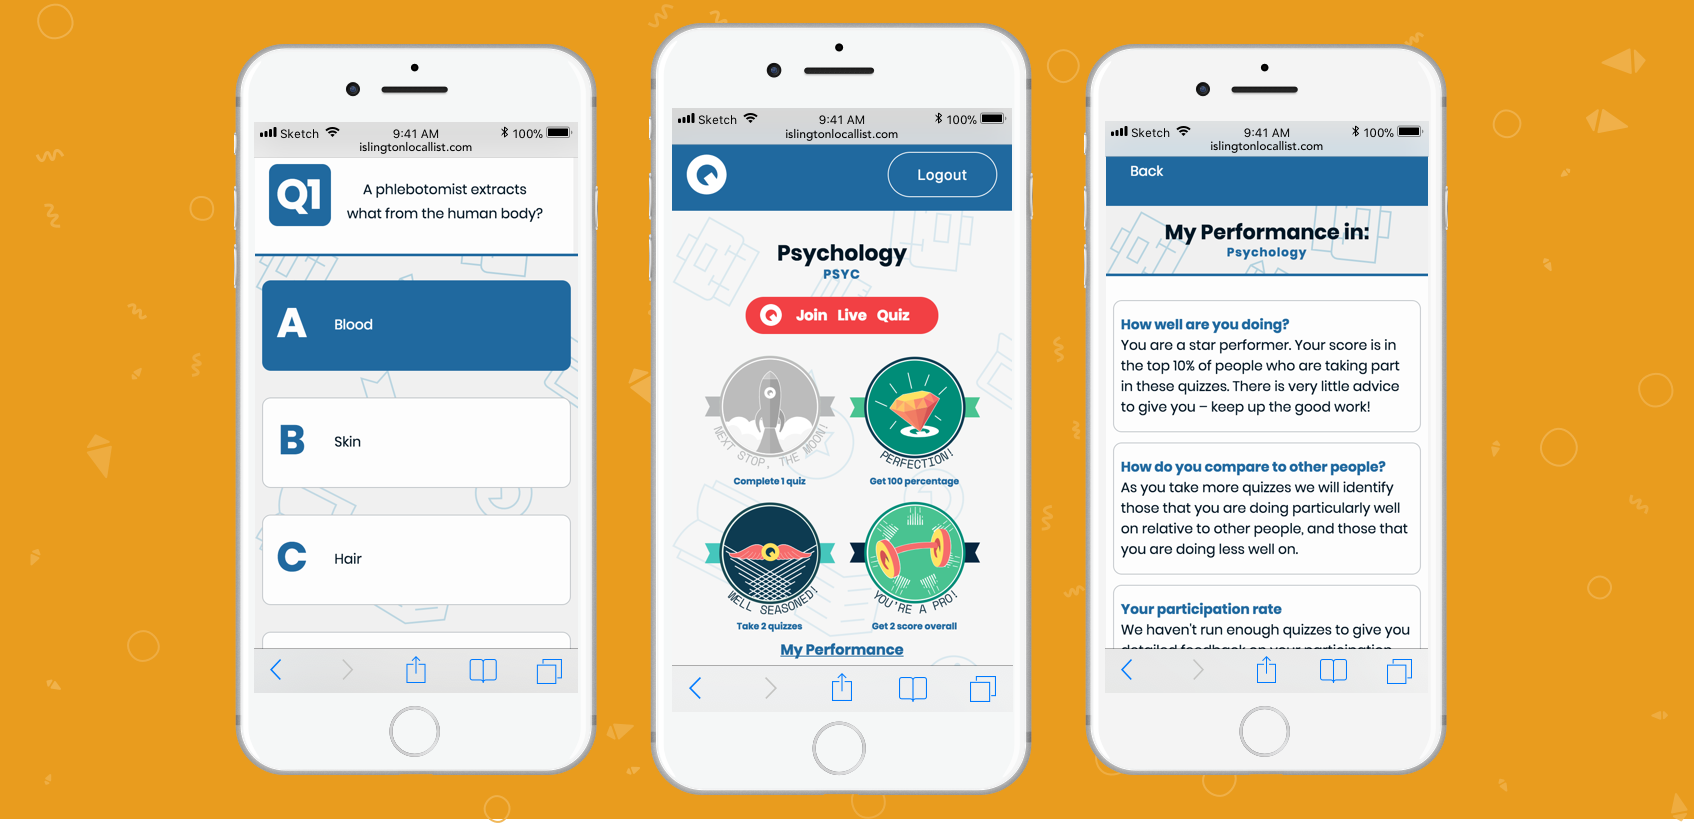 Sketch 9:41 AM 100%
islingtonlocallist.com
Q1
A phlebotomist extracts
what from the human body?
A Blood
B Skin
C Hair
Sketch 9:41 AM 100%
islingtonlocallist.com
Logout
Psychology
PSYC
Join Live Quiz
NEXT STOP, THE MOON!
Complete 1 quiz
PERFECTION!
Get 100 percentage
WELL SEASONED!
Take 2 quizzes
YOU'RE A PRO!
Get 2 score overall
My Performance
Sketch 9:41 AM 100%
islingtonlocallist.com
Back
My Performance in:
Psychology
How well are you doing?
You are a star performer. Your score is in
the top 10% of people who are taking part
in these quizzes. There is very little advice
to give you – keep up the good work!
How do you compare to other people?
As you take more quizzes we will identify
those that you are doing particularly well
on relative to other people, and those that
you are doing less well on.
Your participation rate
We haven't run enough quizzes to give you
detailed feedback on your participation